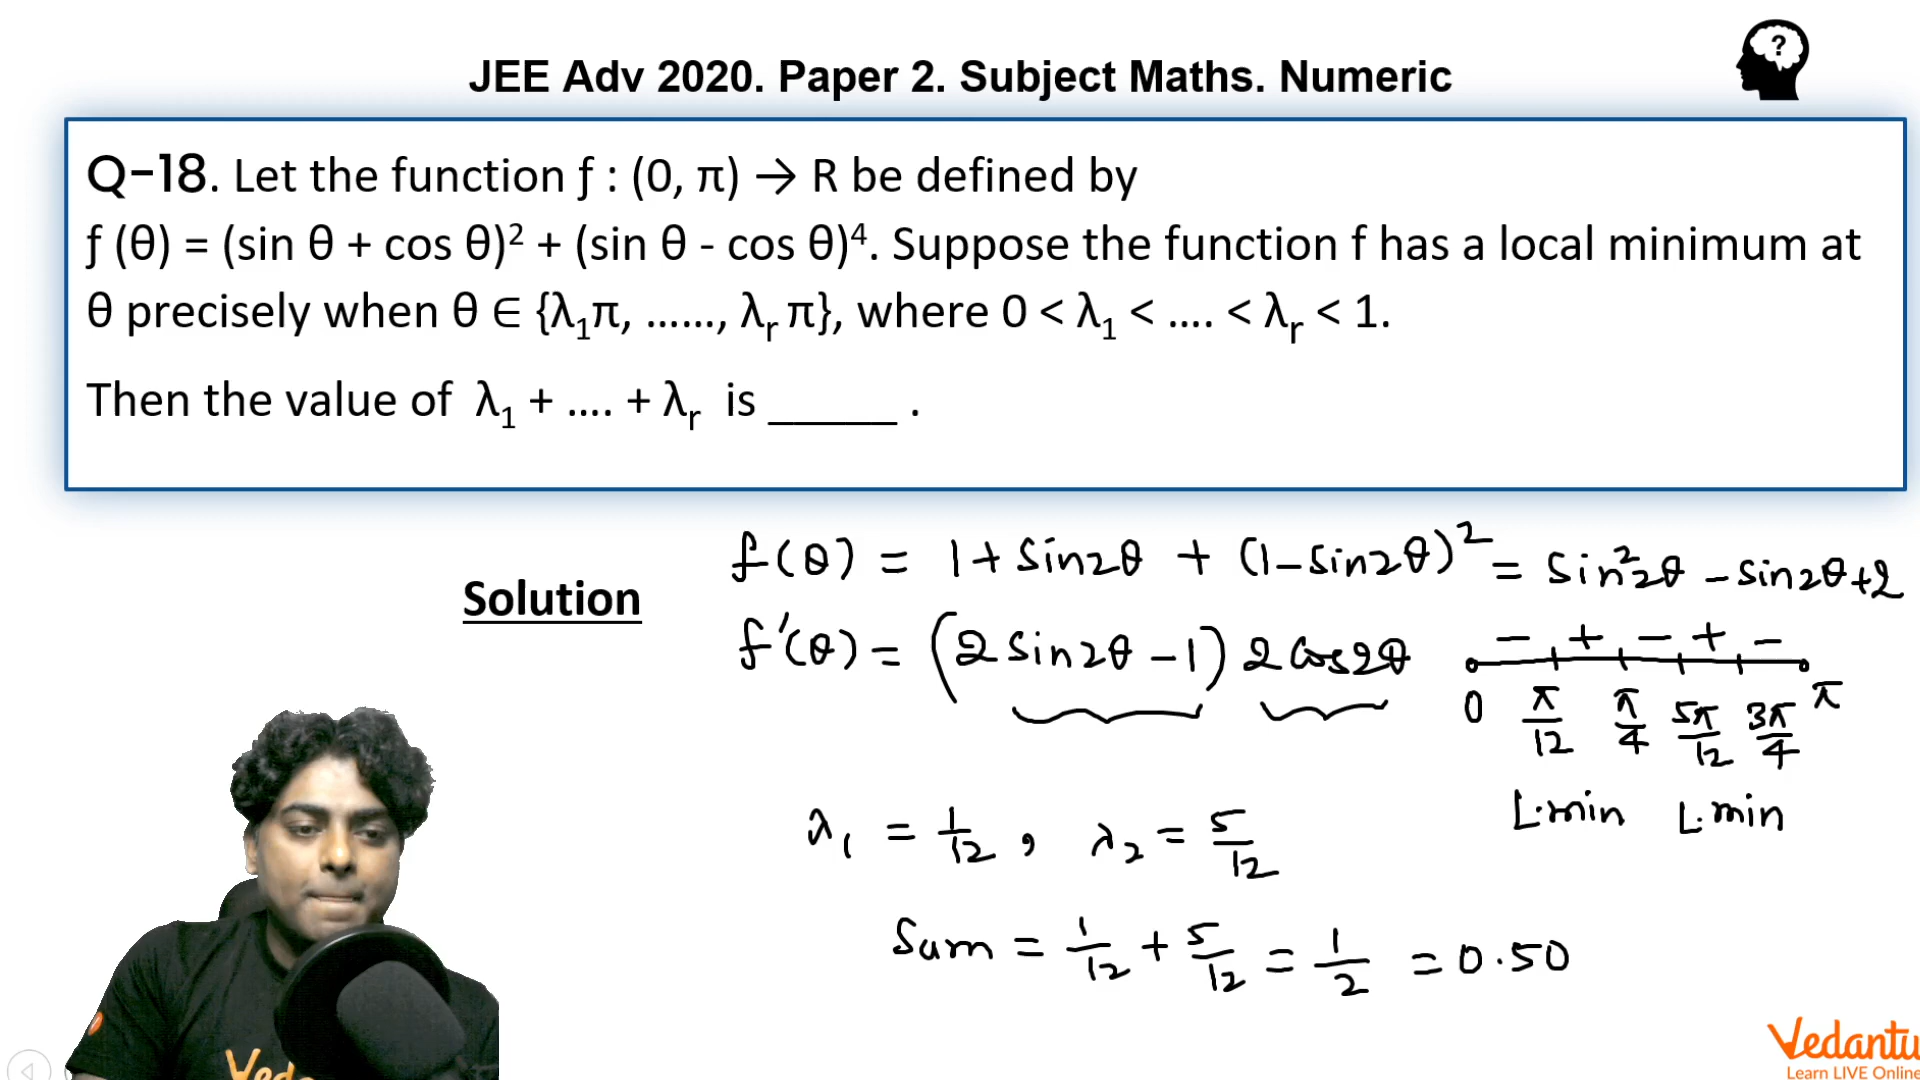 JEE Adv 2020. Paper 2. Subject Maths. Numeric
?
Q-18. Let the function ƒ : (0, π) → R be defined by
ƒ (θ) = (sin θ + cos θ)² + (sin θ - cos θ)⁴. Suppose the function f has a local minimum at
θ precisely when θ ∈ {λ₁π, ......, λᵣ π}, where 0 < λ₁ < .... < λᵣ < 1.
Then the value of λ₁ + .... + λᵣ is _____ .
Solution
f(θ) = 1 + sin2θ + (1-sin2θ)² = sin²2θ - sin2θ+2
f'(θ) = (2 sin2θ - 1) 2 cos2θ
- + - + -
0 π/12 π/4 5π/12 3π/4 π
L.min L.min
λ₁ = 1/12 , λ₂ = 5/12
Sum = 1/12 + 5/12 = 1/2 = 0.50
Vedantu
Learn LIVE Online